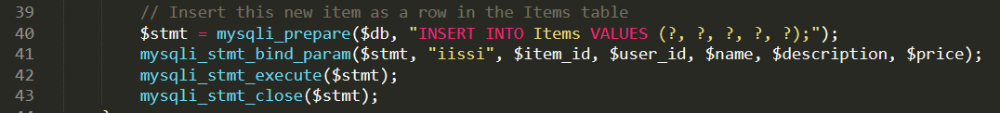 39 // Insert this new item as a row in the Items table
40 $stmt = mysqli_prepare($db, "INSERT INTO Items VALUES (?, ?, ?, ?, ?);");
41 mysqli_stmt_bind_param($stmt, "iissi", $item_id, $user_id, $name, $description, $price);
42 mysqli_stmt_execute($stmt);
43 mysqli_stmt_close($stmt);